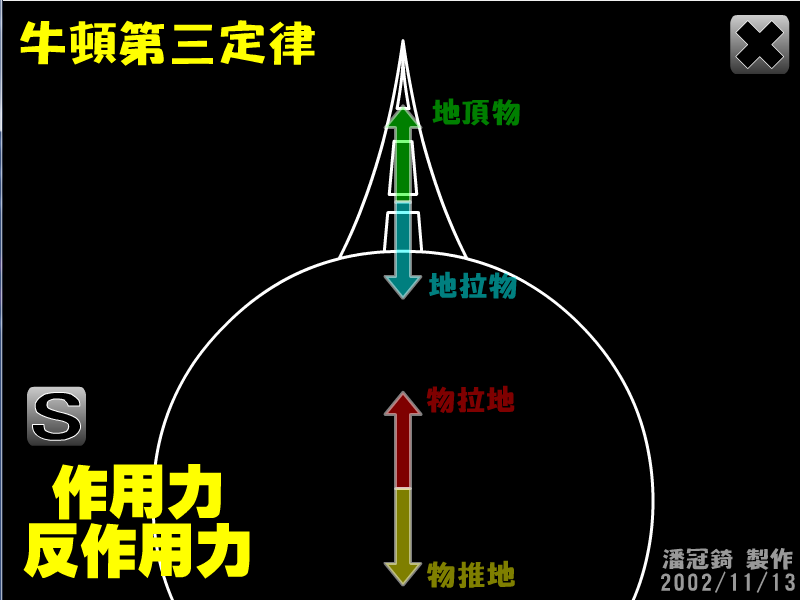 牛頓第三定律
地頂物
地拉物
物拉地
S
作用力
反作用力
物推地
潘冠錡 製作
2002/11/13